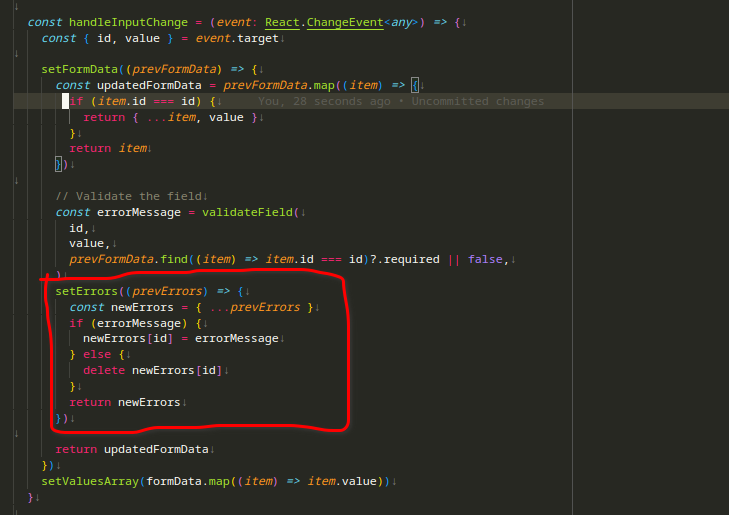 const handleInputChange = (event: React.ChangeEvent<any>) => {↓
const { id, value } = event.target↓
↓
setFormData((prevFormData) => {↓
const updatedFormData = prevFormData.map((item) => {↓
if (item.id === id) {↓ You, 28 seconds ago • Uncommitted changes
return { ...item, value }↓
}↓
return item↓
})↓
↓
// Validate the field↓
const errorMessage = validateField(↓
id,↓
value,↓
prevFormData.find((item) => item.id === id)?.required || false,↓
)↓
setErrors((prevErrors) => {↓
const newErrors = { ...prevErrors }↓
if (errorMessage) {↓
newErrors[id] = errorMessage↓
} else {↓
delete newErrors[id]↓
}↓
return newErrors↓
})↓
↓
return updatedFormData↓
})↓
setValuesArray(formData.map((item) => item.value))↓
}↓
↓